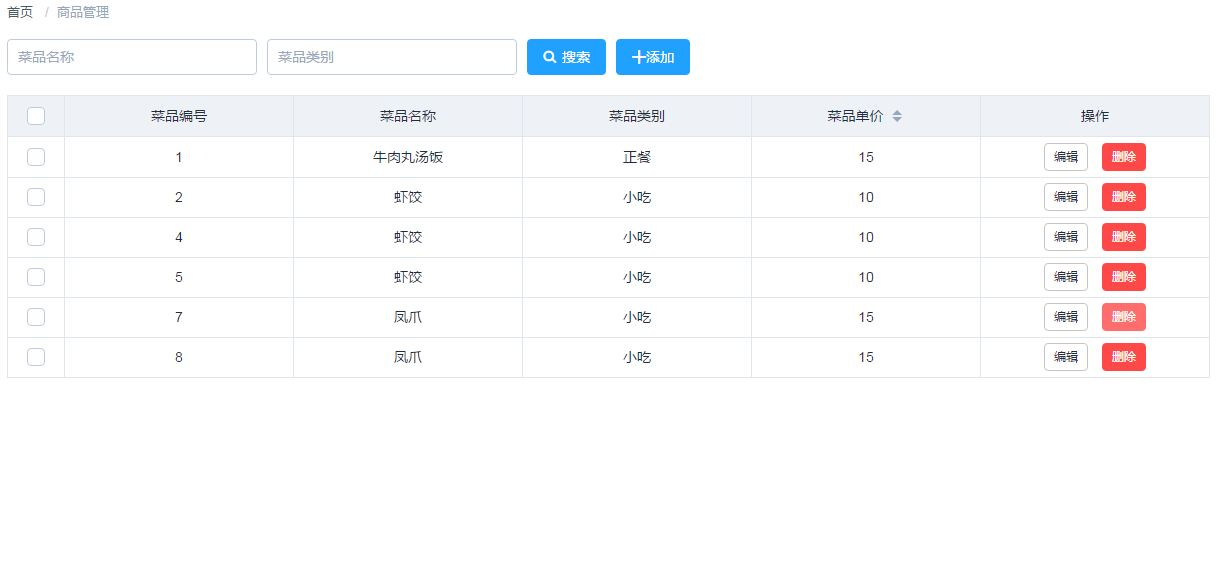 首页 / 商品管理
菜品名称 菜品类别 搜索 添加
菜品编号 菜品名称 菜品类别 菜品单价 操作
1 牛肉丸汤饭 正餐 15 编辑 删除
2 虾饺 小吃 10 编辑 删除
4 虾饺 小吃 10 编辑 删除
5 虾饺 小吃 10 编辑 删除
7 凤爪 小吃 15 编辑 删除
8 凤爪 小吃 15 编辑 删除